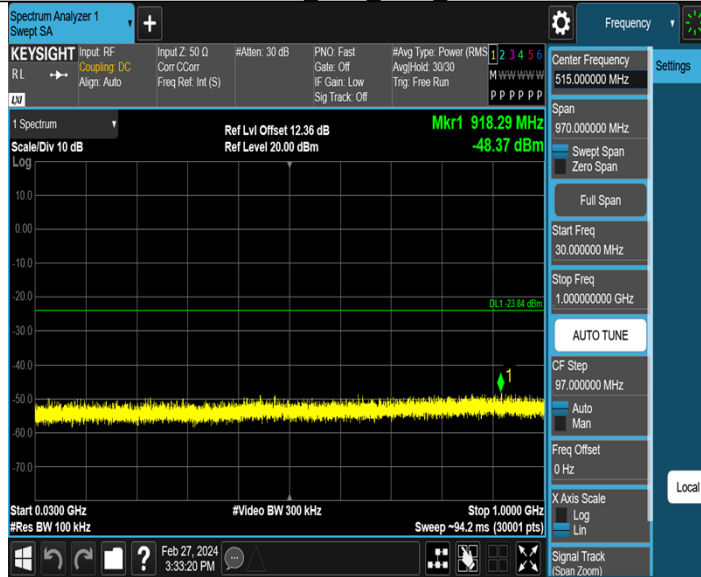 Spectrum Analyzer 1
Swept SA
Frequency
KEYSIGHT
RL
LXI
Input: RF
Coupling: DC
Align: Auto
Input Z: 50 Ω
Corr CCorr
Freq Ref: Int (S)
#Atten: 30 dB
PNO: Fast
Gate: Off
IF Gain: Low
Sig Track: Off
#Avg Type: Power (RMS
Avg|Hold: 30/30
Trig: Free Run
1 2 3 4 5 6
M W W W W W
P P P P P P
1 Spectrum
Scale/Div 10 dB
Log
Ref Lvl Offset 12.36 dB
Ref Level 20.00 dBm
Mkr1 918.29 MHz
-48.37 dBm
10.0
0.00
-10.0
-20.0
-30.0
-40.0
-50.0
-60.0
-70.0
DL1 -23.84 dBm
1
Start 0.0300 GHz
#Res BW 100 kHz
#Video BW 300 kHz
Stop 1.0000 GHz
Sweep ~94.2 ms (30001 pts)
?
Feb 27, 2024
3:33:20 PM
Center Frequency
515.000000 MHz
Span
970.000000 MHz
Swept Span
Zero Span
Full Span
Start Freq
30.000000 MHz
Stop Freq
1.000000000 GHz
AUTO TUNE
CF Step
97.000000 MHz
Auto
Man
Freq Offset
0 Hz
X Axis Scale
Log
Lin
Signal Track
(Span Zoom)
Settings
Local